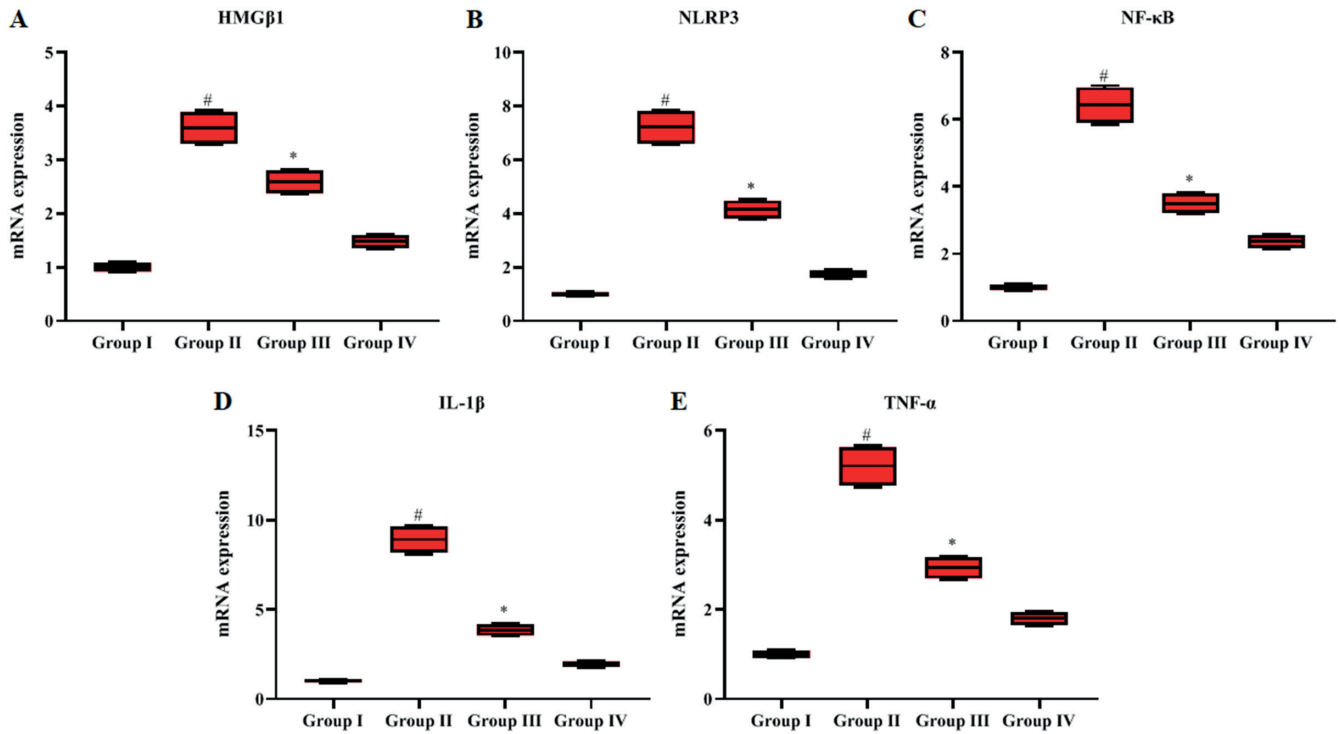 A
HMGβ1
mRNA expression
5
4
3
2
1
0
#
*
Group I Group II Group III Group IV
B
NLRP3
mRNA expression
10
8
6
4
2
0
#
*
Group I Group II Group III Group IV
C
NF-κB
mRNA expression
8
6
4
2
0
#
*
Group I Group II Group III Group IV
D
IL-1β
mRNA expression
15
10
5
0
#
*
Group I Group II Group III Group IV
E
TNF-α
mRNA expression
6
4
2
0
#
*
Group I Group II Group III Group IV